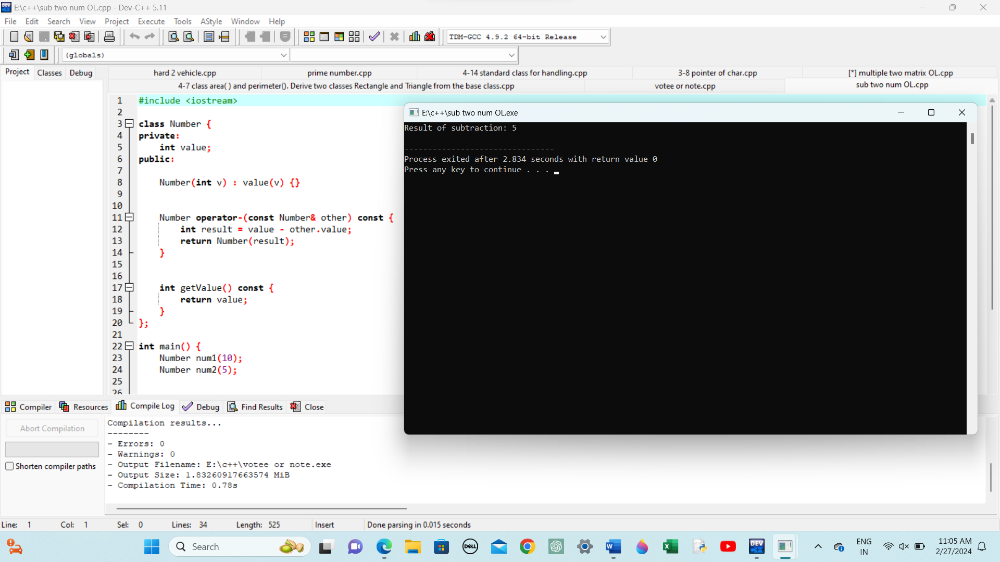 E:\c++\sub two num OL.cpp - Dev-C++ 5.11
File Edit Search View Project Execute Tools AStyle Window Help
TDM-GCC 4.9.2 64-bit Release
(globals)
Project Classes Debug
hard 2 vehicle.cpp prime number.cpp 4-14 standard class for handling.cpp 3-8 pointer of char.cpp [*] multiple two matrix OL.cpp
4-7 class area( ) and perimeter(). Derive two classes Rectangle and Triangle from the base class.cpp votee or note.cpp sub two num OL.cpp
1 #include <iostream>
2
3 class Number {
4 private:
5 int value;
6 public:
7
8 Number(int v) : value(v) {}
9
10
11 Number operator-(const Number& other) const {
12 int result = value - other.value;
13 return Number(result);
14 }
15
16
17 int getValue() const {
18 return value;
19 }
20 };
21
22 int main() {
23 Number num1(10);
24 Number num2(5);
25
26
E:\c++\sub two num OL.exe
Result of subtraction: 5
--------------------------------
Process exited after 2.834 seconds with return value 0
Press any key to continue . . .
Compiler Resources Compile Log Debug Find Results Close
Abort Compilation
Shorten compiler paths
Compilation results...
--------
- Errors: 0
- Warnings: 0
- Output Filename: E:\c++\votee or note.exe
- Output Size: 1.83260917663574 MiB
- Compilation Time: 0.78s
Line: 1 Col: 1 Sel: 0 Lines: 34 Length: 525 Insert Done parsing in 0.015 seconds
Search
DELL
DEV
ENG
IN
11:05 AM
2/27/2024